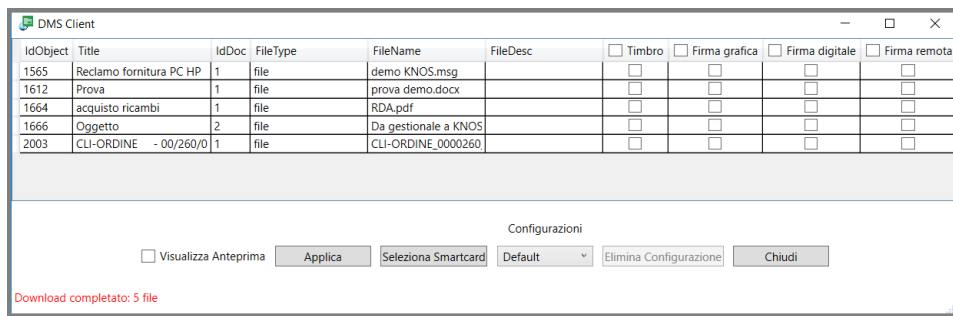 DMS Client
IdObject Title IdDoc FileType FileName FileDesc Timbro Firma grafica Firma digitale Firma remota
1565 Reclamo fornitura PC HP 1 file demo KNOS.msg
1612 Prova 1 file prova demo.docx
1664 acquisto ricambi 1 file RDA.pdf
1666 Oggetto 2 file Da gestionale a KNOS
2003 CLI-ORDINE - 00/260/0 1 file CLI-ORDINE_0000260_
Configurazioni
Visualizza Anteprima Applica Seleziona Smartcard Default Elimina Configurazione Chiudi
Download completato: 5 file